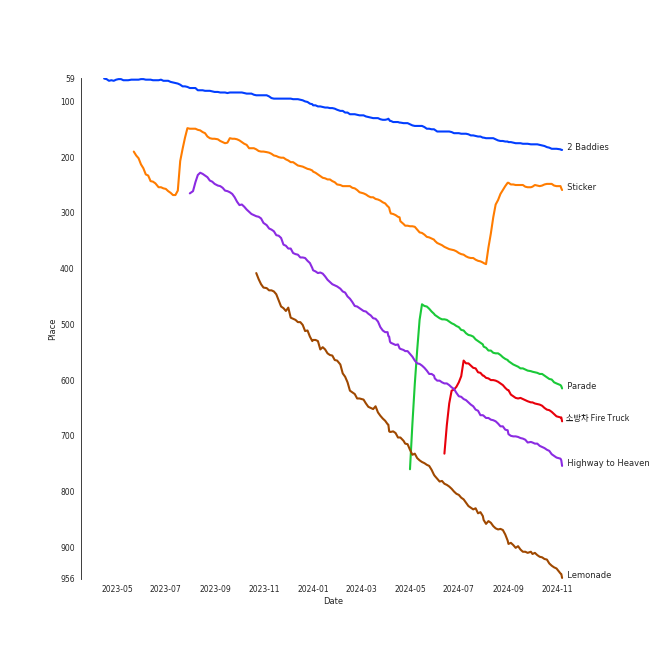 59
100
200
300
400
500
600
700
800
900
956
Place
2 Baddies
Sticker
Parade
소방차 Fire Truck
Highway to Heaven
Lemonade
2023-05 2023-07 2023-09 2023-11 2024-01 2024-03 2024-05 2024-07 2024-09 2024-11
Date